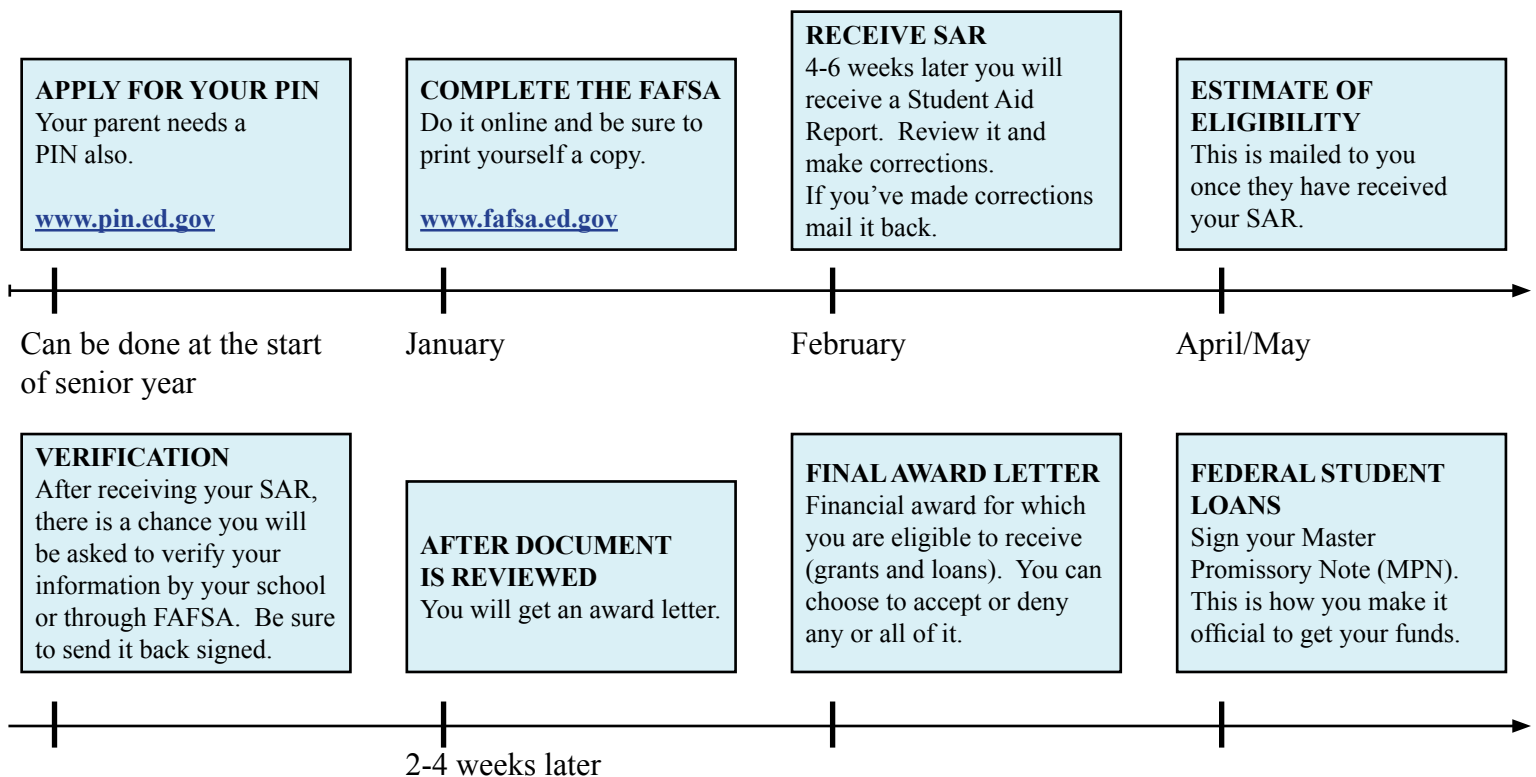 APPLY FOR YOUR PIN
Your parent needs a
PIN also.
www.pin.ed.gov
COMPLETE THE FAFSA
Do it online and be sure to
print yourself a copy.
www.fafsa.ed.gov
RECEIVE SAR
4-6 weeks later you will
receive a Student Aid
Report.  Review it and
make corrections.
If you’ve made corrections
mail it back.
ESTIMATE OF
ELIGIBILITY
This is mailed to you
once they have received
your SAR.
Can be done at the start
of senior year
January
February
April/May
VERIFICATION
After receiving your SAR,
there is a chance you will
be asked to verify your
information by your school
or through FAFSA.  Be sure
to send it back signed.
AFTER DOCUMENT
IS REVIEWED
You will get an award letter.
FINAL AWARD LETTER
Financial award for which
you are eligible to receive
(grants and loans).  You can
choose to accept or deny
any or all of it.
FEDERAL STUDENT
LOANS
Sign your Master
Promissory Note (MPN).
This is how you make it
official to get your funds.
2-4 weeks later